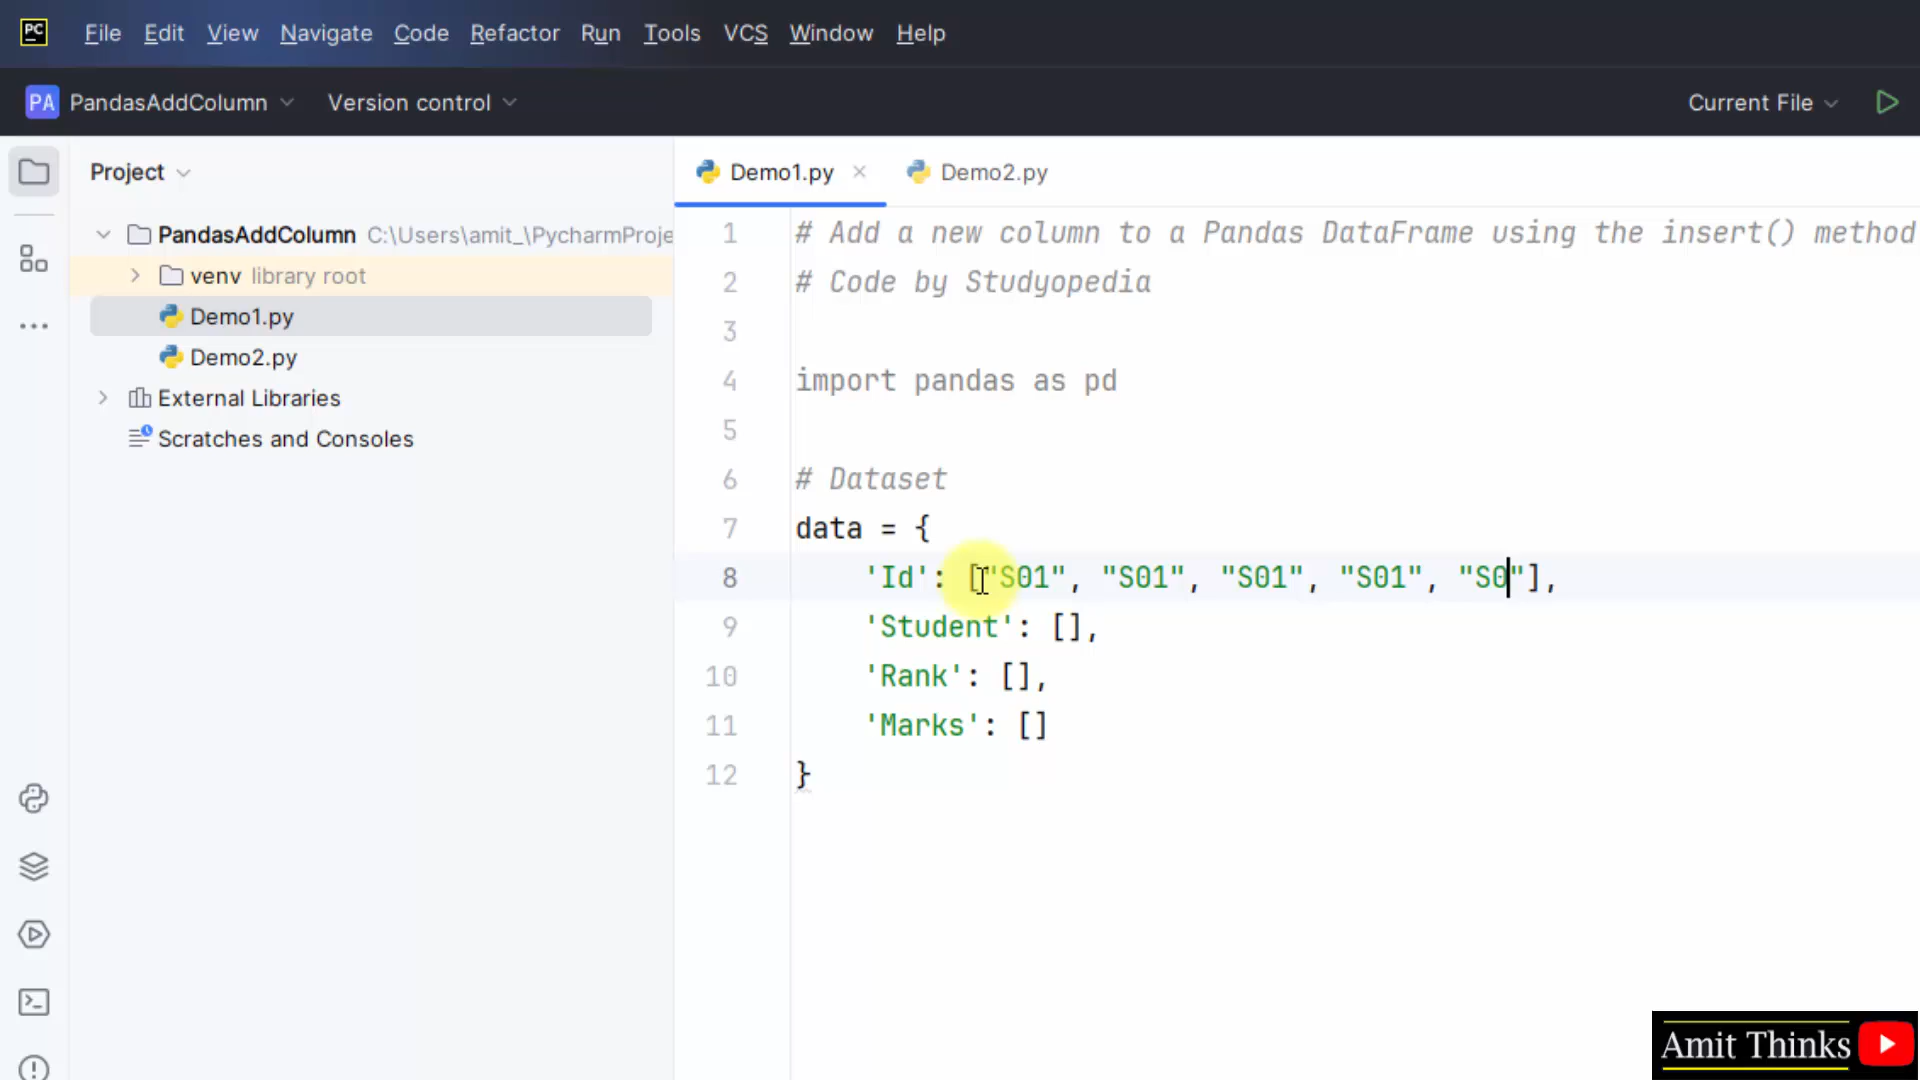 PC File Edit View Navigate Code Refactor Run Tools VCS Window Help
PA PandasAddColumn Version control Current File
Project
PandasAddColumn C:\Users\amit_\PycharmProje
venv library root
Demo1.py
Demo2.py
External Libraries
Scratches and Consoles
Demo1.py Demo2.py
1 # Add a new column to a Pandas DataFrame using the insert() method
2 # Code by Studyopedia
3
4 import pandas as pd
5
6 # Dataset
7 data = {
8 'Id': ["S01", "S01", "S01", "S01", "S0"],
9 'Student': [],
10 'Rank': [],
11 'Marks': []
12 }
Amit Thinks